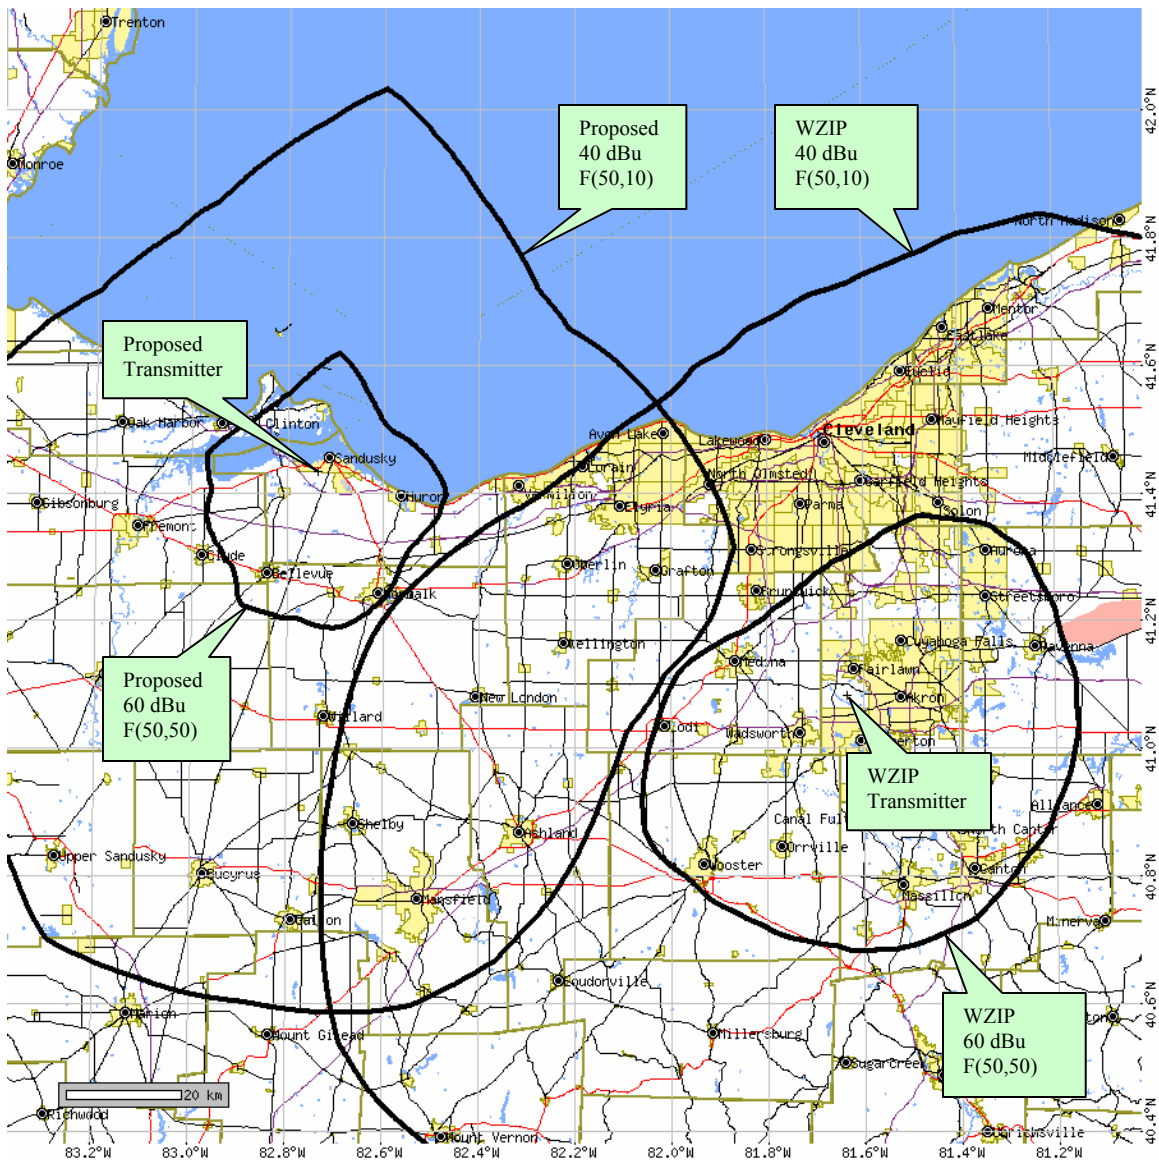 Trenton
Monroe
Proposed
40 dBu
F(50,10)
WZIP
40 dBu
F(50,10)
42.0°N
North Madison
41.8°N
Mentor
Eastlake
Proposed
Transmitter
Euclid
41.6°N
Oak Harbor
Clinton
Avon Lake
Lakewood
Cleveland
Mayfield Heights
Sandusky
Lorain
North Olmsted
Middlefield
Garfield Heights
Gibsonburg
Huron
Vermilion
Elyria
Parma
Solon
41.4°N
Fremont
Clyde
Strongsville
Aurora
Bellevue
Oberlin
Grafton
Norwalk
Brunswick
Streetsboro
41.2°N
Wellington
Cuyahoga Falls
Ravenna
Proposed
60 dBu
F(50,50)
Medina
Fairlawn
New London
Akron
Willard
Lodi
Wadsworth
erton
41.0°N
WZIP
Transmitter
Alliance
Shelby
Ashland
Canal Ful
North Canton
Upper Sandusky
Bucyrus
Wooster
Orrville
Canton
40.8°N
Mansfield
Massillon
Galion
Minerva
Loudonville
40.6°N
Marion
Mount Gilead
Millersburg
WZIP
60 dBu
F(50,50)
ton
Sugarcreek
20 km
Richwood
Mount Vernon
40.4°N
83.2°W
83.0°W
82.8°W
82.6°W
82.4°W
82.2°W
82.0°W
81.8°W
81.6°W
81.4°W
81.2°W